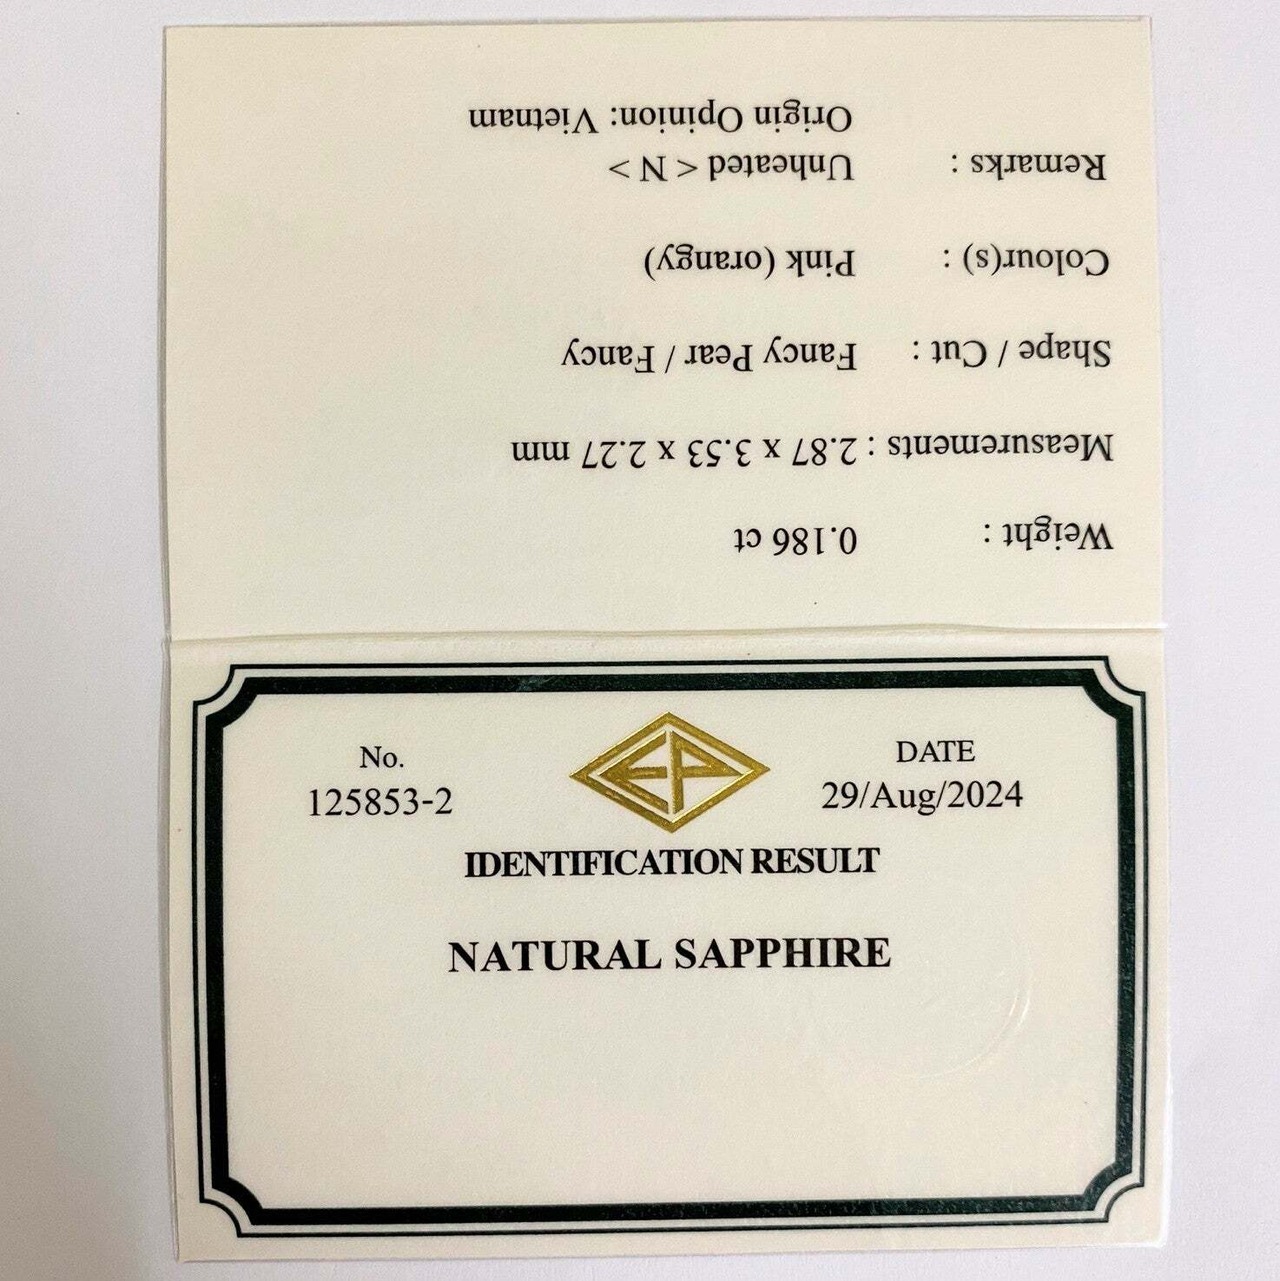 Weight : 0.186 ct
Measurements : 2.87 x 3.53 x 2.27 mm
Shape / Cut : Fancy Pear / Fancy
Colour(s) : Pink (orangy)
Remarks : Unheated < N >
Origin Opinion: Vietnam
No. DATE
125853-2 29/Aug/2024
EP
IDENTIFICATION RESULT
NATURAL SAPPHIRE